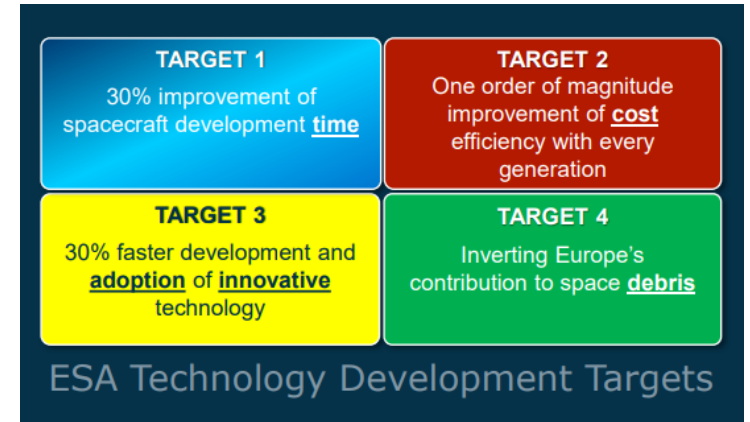 TARGET 1
30% improvement of
spacecraft development time
TARGET 2
One order of magnitude
improvement of cost
efficiency with every
generation
TARGET 3
30% faster development and
adoption of innovative
technology
TARGET 4
Inverting Europe’s
contribution to space debris
ESA Technology Development Targets